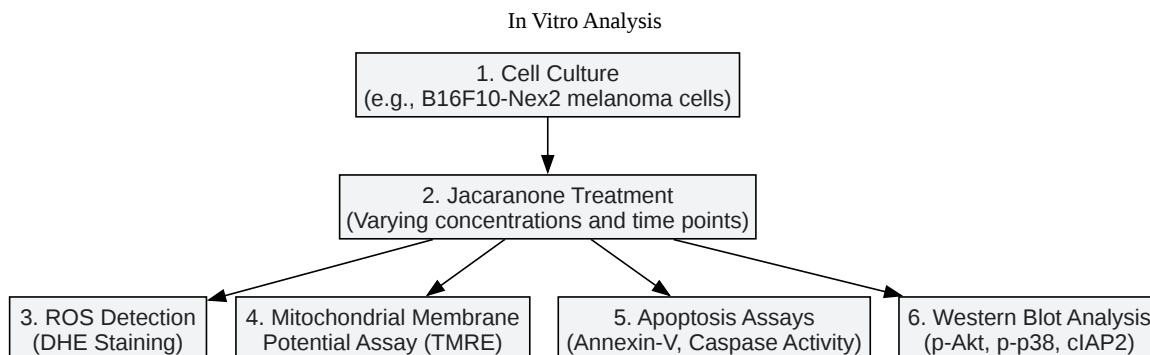 In Vitro Analysis
1. Cell Culture
(e.g., B16F10-Nex2 melanoma cells)
2. Jacaranone Treatment
(Varying concentrations and time points)
3. ROS Detection
(DHE Staining)
4. Mitochondrial Membrane
Potential Assay (TMRE)
5. Apoptosis Assays
(Annexin-V, Caspase Activity)
6. Western Blot Analysis
(p-Akt, p-p38, cIAP2)